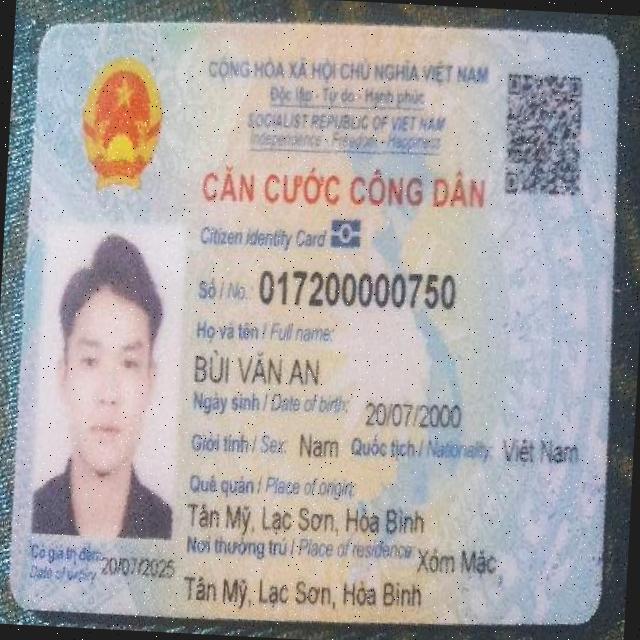 CỘNG HÒA XÃ HỘI CHỦ NGHĨA VIỆT NAM
Độc lập - Tự do - Hạnh phúc
SOCIALIST REPUBLIC OF VIET NAM
Independence - Freedom - Happiness
CĂN CƯỚC CÔNG DÂN
Citizen Identity Card
Số / No.: 017200000750
Họ và tên / Full name:
BÙI VĂN AN
Ngày sinh / Date of birth: 20/07/2000
Giới tính / Sex: Nam Quốc tịch / Nationality: Việt Nam
Quê quán / Place of origin:
Tân Mỹ, Lạc Sơn, Hòa Bình
Nơi thường trú / Place of residence: Xóm Mặc,
Tân Mỹ, Lạc Sơn, Hòa Bình
Có giá trị đến: 20/07/2025
Date of expiry